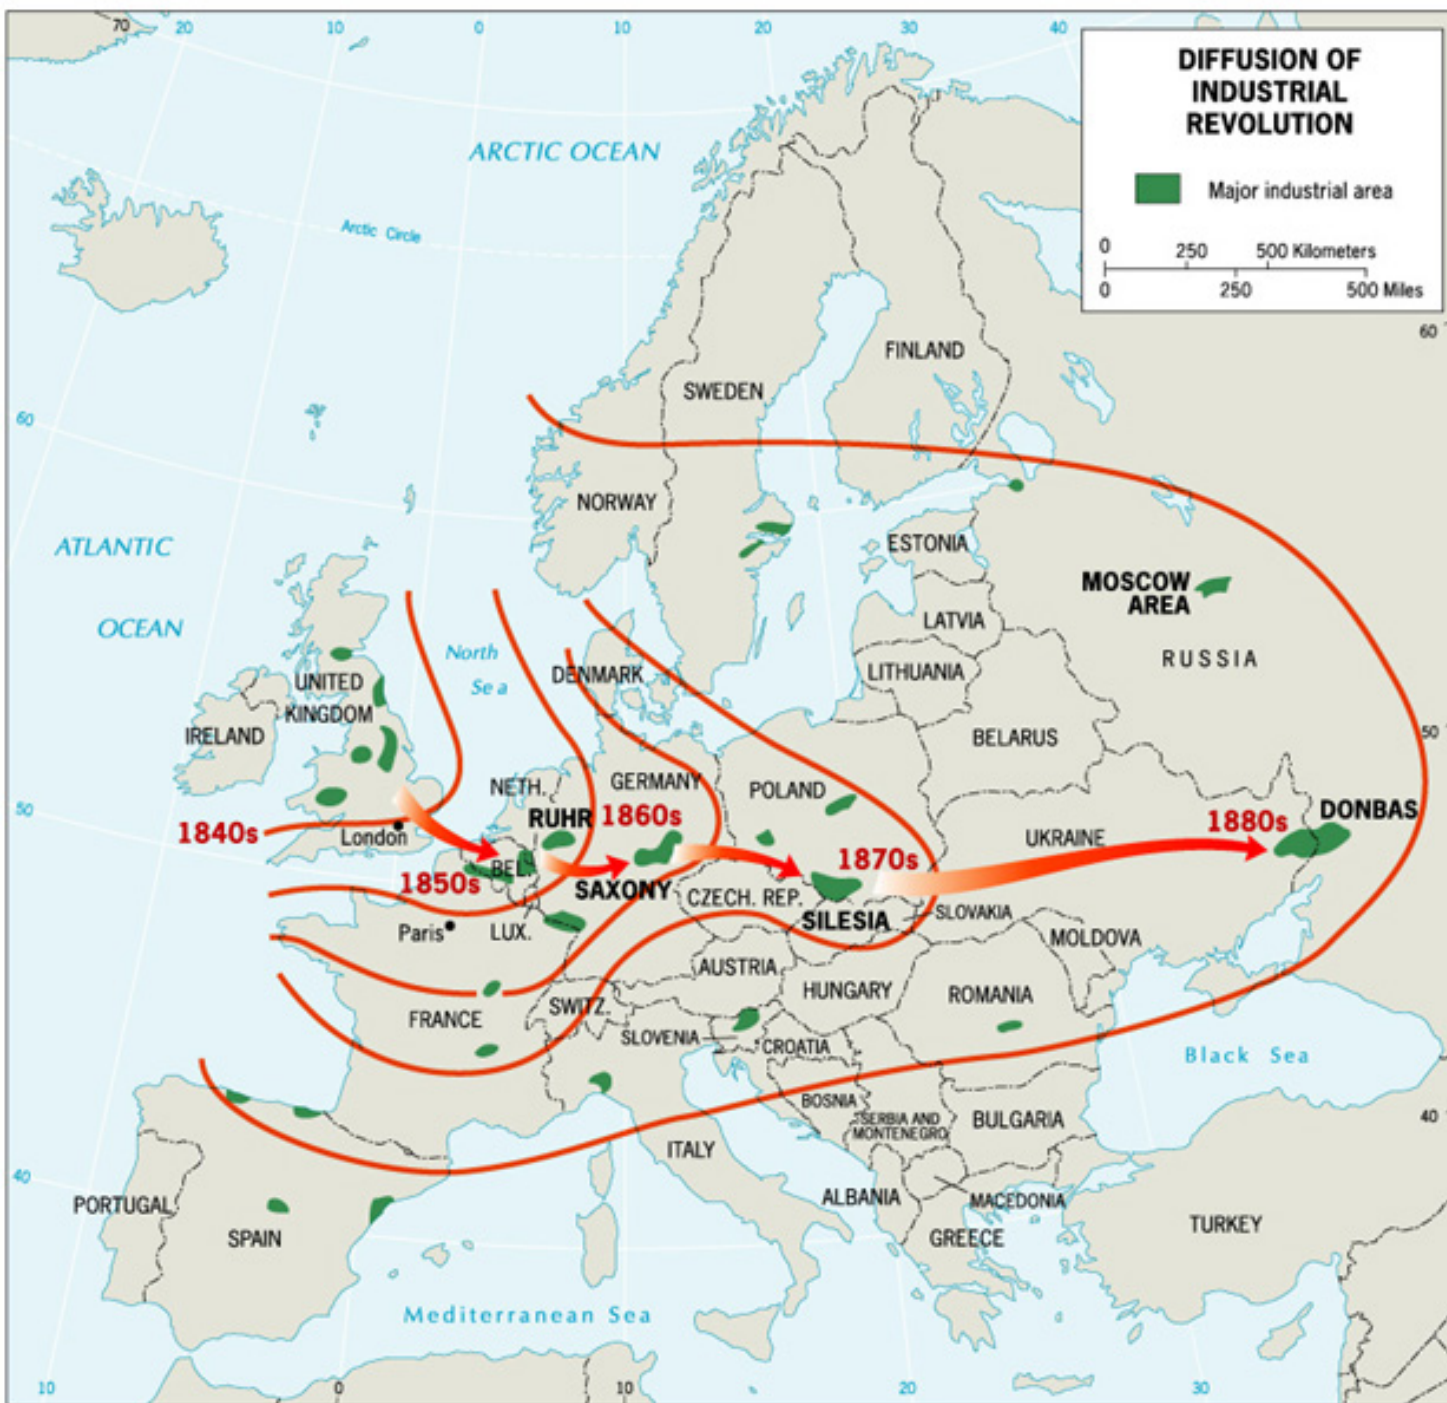 70
20
10
0
10
20
30
40
DIFFUSION OF
INDUSTRIAL
REVOLUTION
Major industrial area
0
250
500 Kilometers
0
250
500 Miles
ARCTIC OCEAN
Arctic Circle
60
60
FINLAND
SWEDEN
NORWAY
ATLANTIC
OCEAN
ESTONIA
MOSCOW
AREA
LATVIA
RUSSIA
North
Sea
DENMARK
LITHUANIA
UNITED
KINGDOM
IRELAND
BELARUS
50
50
NETH.
GERMANY
POLAND
RUHR
1860s
1840s
London
UKRAINE
1880s
DONBAS
BEL.
1850s
SAXONY
1870s
CZECH. REP.
SILESIA
SLOVAKIA
Paris
LUX.
MOLDOVA
AUSTRIA
HUNGARY
ROMANIA
SWITZ.
FRANCE
SLOVENIA
CROATIA
Black Sea
BOSNIA
SERBIA AND
MONTENEGRO
BULGARIA
40
40
ITALY
PORTUGAL
SPAIN
ALBANIA
MACEDONIA
GREECE
TURKEY
Mediterranean Sea
10
0
10
20
30